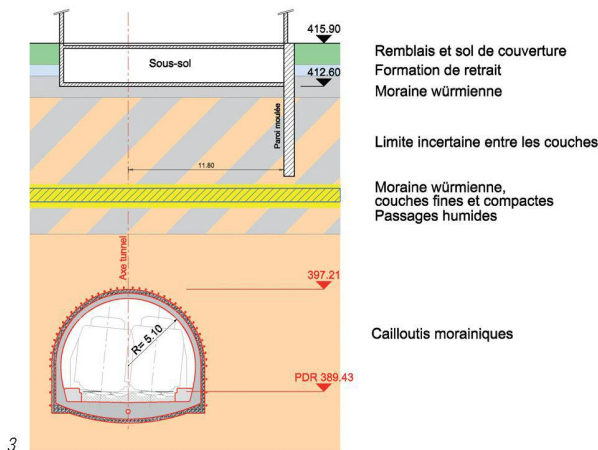 415.90
Sous-sol
412.60
Remblais et sol de couverture
Formation de retrait
Moraine würmienne
Paroi moulée
11.80
Limite incertaine entre les couches
Moraine würmienne,
couches fines et compactes
Passages humides
Axe tunnel
397.21
R= 5.10
Cailloutis morainiques
PDR 389.43
3